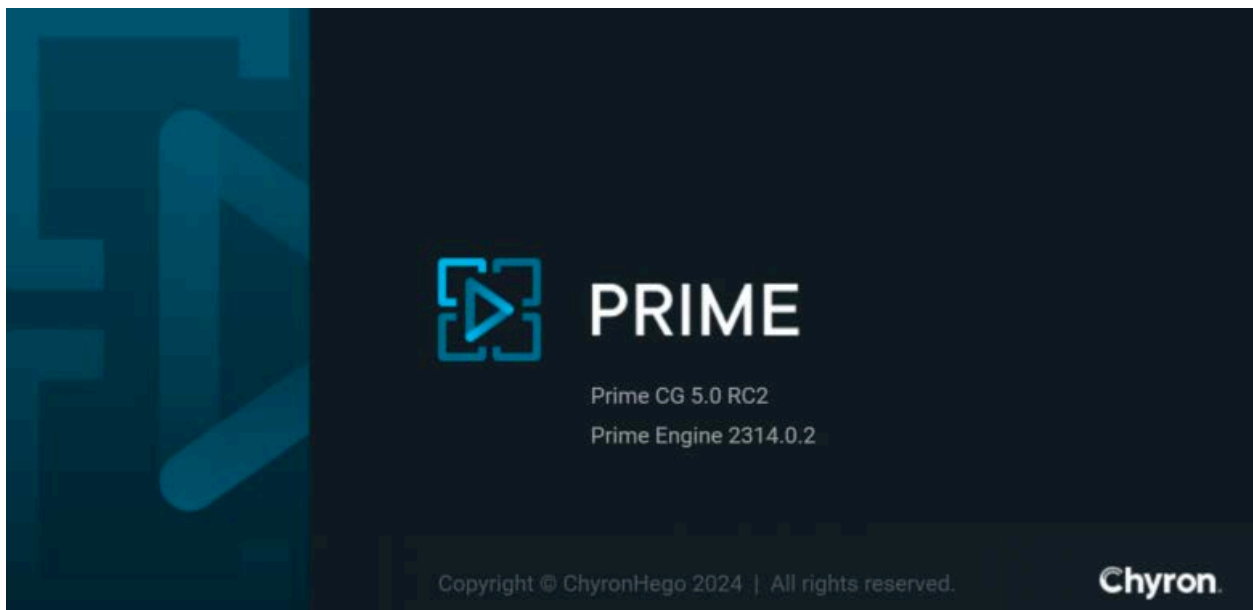 PRIME
Prime CG 5.0 RC2
Prime Engine 2314.0.2
Copyright © ChyronHego 2024 | All rights reserved.
Chyron.